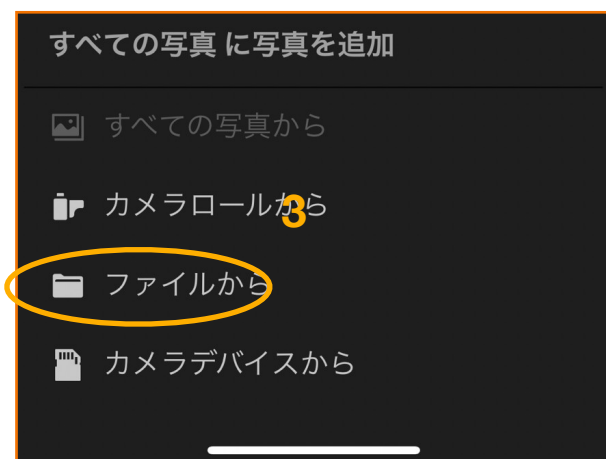 すべての写真 に写真を追加
すべての写真から
カメラロールから
3
ファイルから
カメラデバイスから